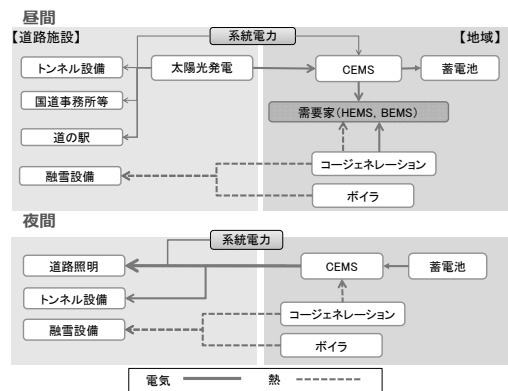 昼間
【道路施設】
系統電力
【地域】
トンネル設備
太陽光発電
CEMS
蓄電池
国道事務所等
需要家(HEMS, BEMS)
道の駅
コージェネレーション
融雪設備
ボイラ
夜間
系統電力
道路照明
CEMS
蓄電池
トンネル設備
コージェネレーション
融雪設備
ボイラ
電気
熱